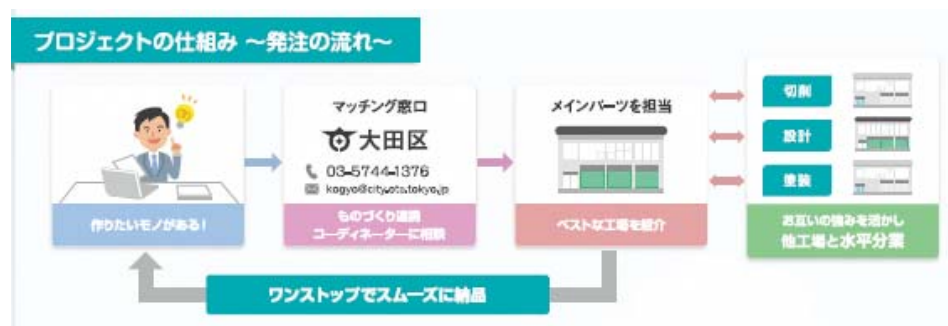 プロジェクトの仕組み ～発注の流れ～
作りたいモノがある!
マッチング窓口
大田区
03-5744-1376
kogyo@city.ota.tokyo.jp
ものづくり連携
コーディネーターに相談
メインパーツを担当
ベストな工場を紹介
切削
設計
塗装
お互いの強みを活かし
他工場と水平分業
ワンストップでスムーズに納品